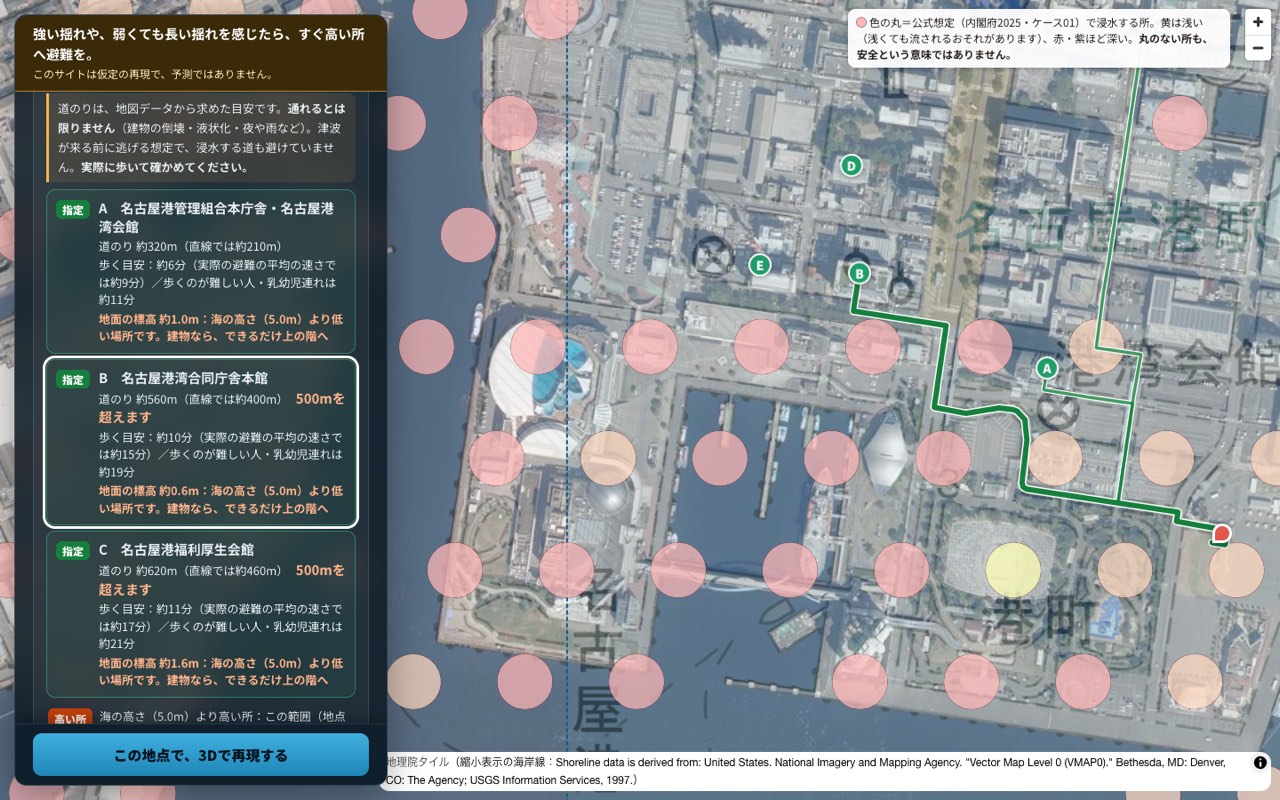 強い揺れや、弱くても長い揺れを感じたら、すぐ高い所
へ避難を。
このサイトは仮定の再現で、予測ではありません。
道のりは、地図データから求めた目安です。通れるとは
限りません（建物の倒壊・液状化・夜や雨など）。津波
が来る前に逃げる想定で、浸水する道も避けていませ
ん。実際に歩いて確かめてください。
指定 A 名古屋港管理組合本庁舎・名古屋港
湾会館
道のり 約320m（直線では約210m）
歩く目安：約6分（実際の避難の平均の速さで
は約9分）／歩くのが難しい人・乳幼児連れは
約11分
地面の標高 約1.0m：海の高さ（5.0m）より低
い場所です。建物なら、できるだけ上の階へ
指定 B 名古屋港湾合同庁舎本館
道のり 約560m（直線では約400m） 500mを
超えます
歩く目安：約10分（実際の避難の平均の速さで
は約15分）／歩くのが難しい人・乳幼児連れは
約19分
地面の標高 約0.6m：海の高さ（5.0m）より低
い場所です。建物なら、できるだけ上の階へ
指定 C 名古屋港福利厚生会館
道のり 約620m（直線では約460m） 500mを
超えます
歩く目安：約11分（実際の避難の平均の速さで
は約17分）／歩くのが難しい人・乳幼児連れは
約21分
地面の標高 約1.6m：海の高さ（5.0m）より低
い場所です。建物なら、できるだけ上の階へ
高い所 海の高さ（5.0m）より高い所：この範囲（地点
この地点で、3Dで再現する
色の丸＝公式想定（内閣府2025・ケース01）で浸水する所。黄は浅い
（浅くても流されるおそれがあります）、赤・紫ほど深い。丸のない所も、
安全という意味ではありません。
+
−
D
名古屋港駅
E
B
A
港湾会館
港町
名古屋港
地理院タイル（縮小表示の海岸線：Shoreline data is derived from: United States. National Imagery and Mapping Agency. "Vector Map Level 0 (VMAP0)." Bethesda, MD: Denver,
CO: The Agency; USGS Information Services, 1997.）